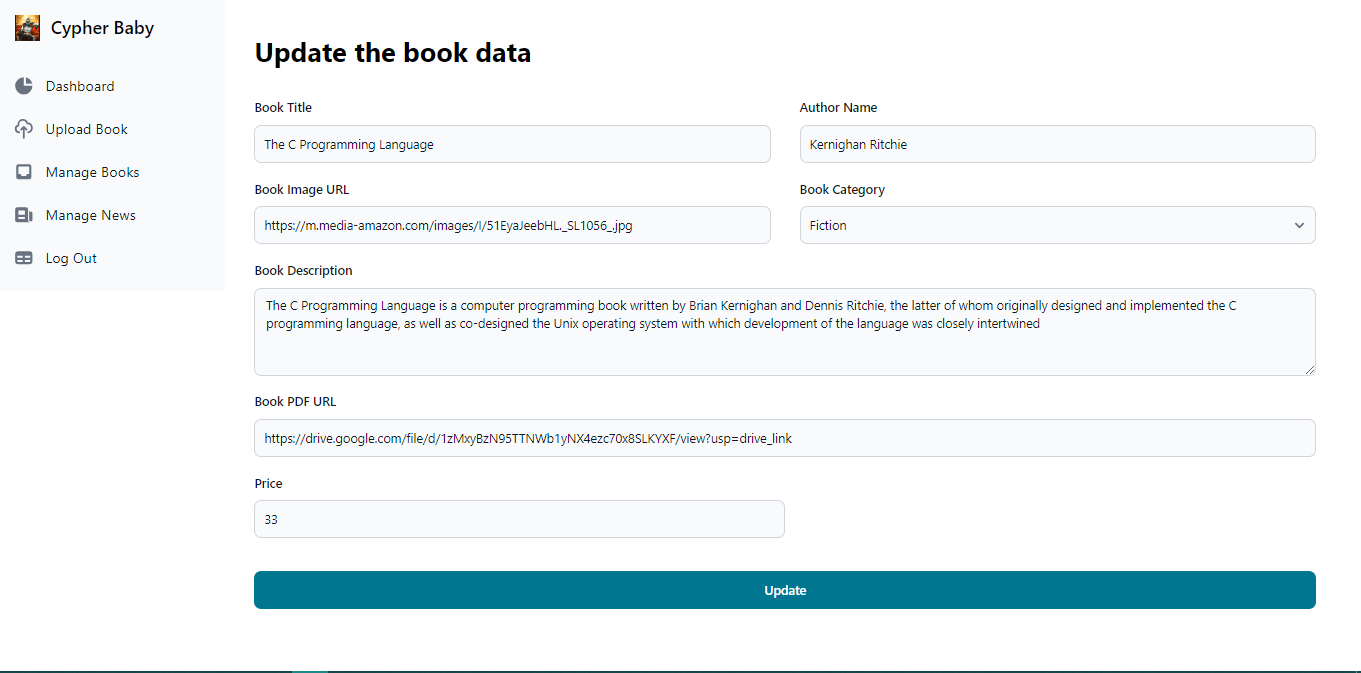 Cypher Baby
Dashboard
Upload Book
Manage Books
Manage News
Log Out
Update the book data
Book Title
Author Name
The C Programming Language
Kernighan Ritchie
Book Image URL
Book Category
https://m.media-amazon.com/images/I/51EyaJeebHL._SL1056_.jpg
Fiction
Book Description
The C Programming Language is a computer programming book written by Brian Kernighan and Dennis Ritchie, the latter of whom originally designed and implemented the C
programming language, as well as co-designed the Unix operating system with which development of the language was closely intertwined
Book PDF URL
https://drive.google.com/file/d/1zMxyBzN95TTNWb1yNX4ezc70x8SLKYXF/view?usp=drive_link
Price
33
Update